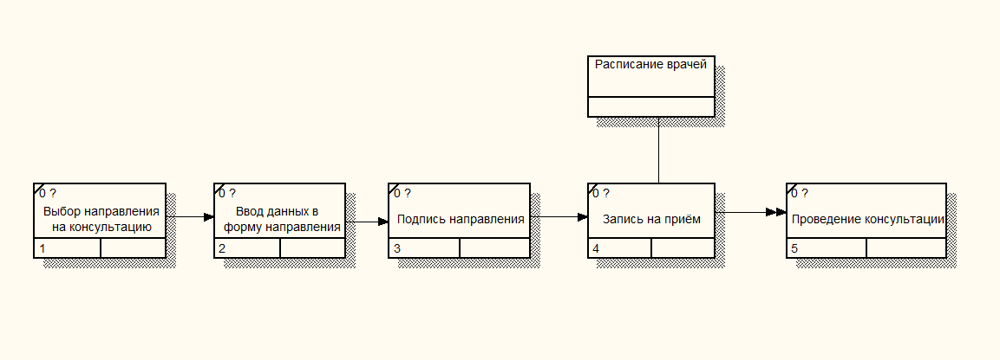 Расписание врачей
0 ?
Выбор направления
на консультацию
1
0 ?
Ввод данных в
форму направления
2
0 ?
Подпись направления
3
0 ?
Запись на приём
4
0 ?
Проведение консультации
5